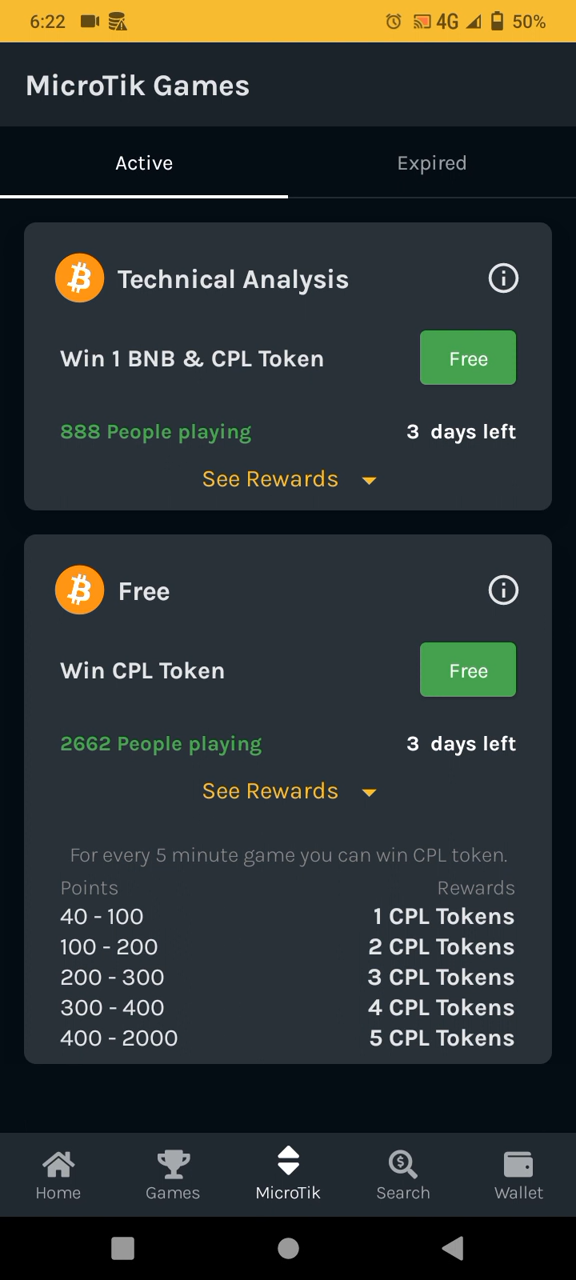 6:22 4G 50%
MicroTik Games
Active Expired
Technical Analysis
Win 1 BNB & CPL Token Free
888 People playing 3 days left
See Rewards
Free
Win CPL Token Free
2662 People playing 3 days left
See Rewards
For every 5 minute game you can win CPL token.
Points Rewards
40 - 100 1 CPL Tokens
100 - 200 2 CPL Tokens
200 - 300 3 CPL Tokens
300 - 400 4 CPL Tokens
400 - 2000 5 CPL Tokens
Home Games MicroTik Search Wallet